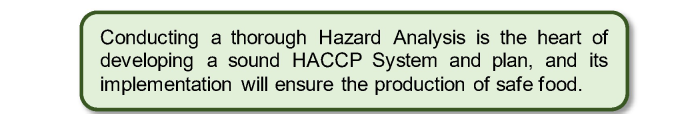 Conducting a thorough Hazard Analysis is the heart of
developing a sound HACCP System and plan, and its
implementation will ensure the production of safe food.